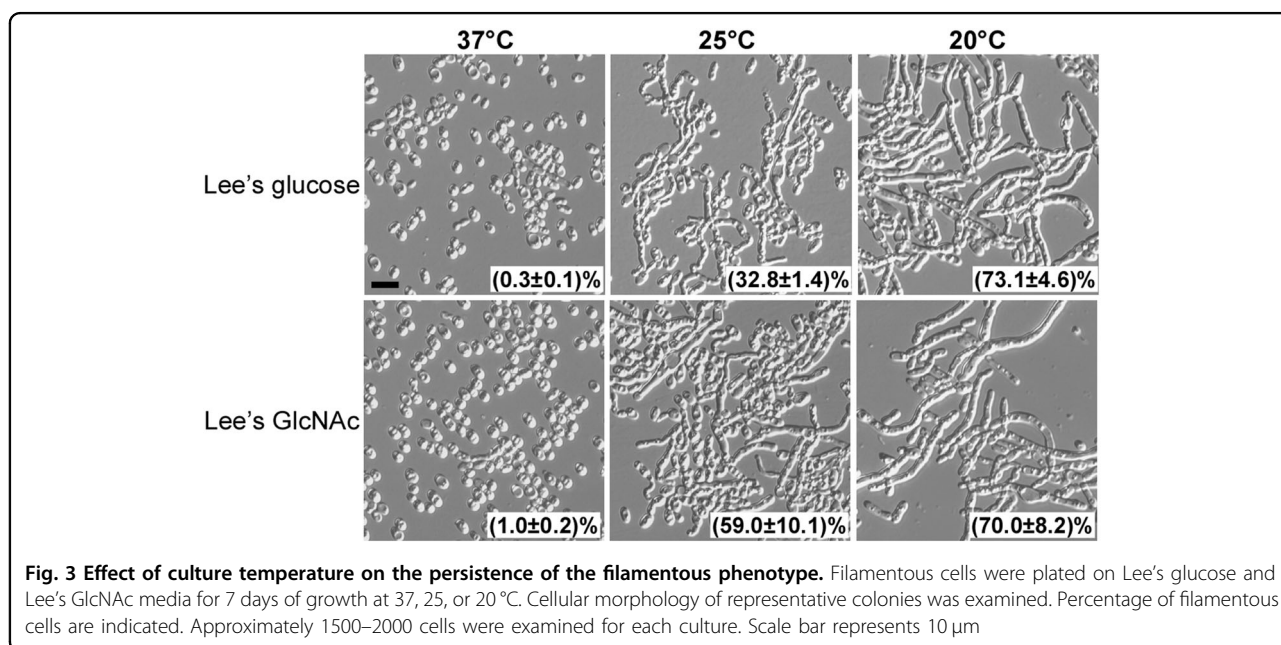 37°C 25°C 20°C
Lee's glucose
(0.3±0.1)% (32.8±1.4)% (73.1±4.6)%
Lee's GlcNAc
(1.0±0.2)% (59.0±10.1)% (70.0±8.2)%
Fig. 3 Effect of culture temperature on the persistence of the filamentous phenotype. Filamentous cells were plated on Lee's glucose and
Lee's GlcNAc media for 7 days of growth at 37, 25, or 20 °C. Cellular morphology of representative colonies was examined. Percentage of filamentous
cells are indicated. Approximately 1500–2000 cells were examined for each culture. Scale bar represents 10 µm